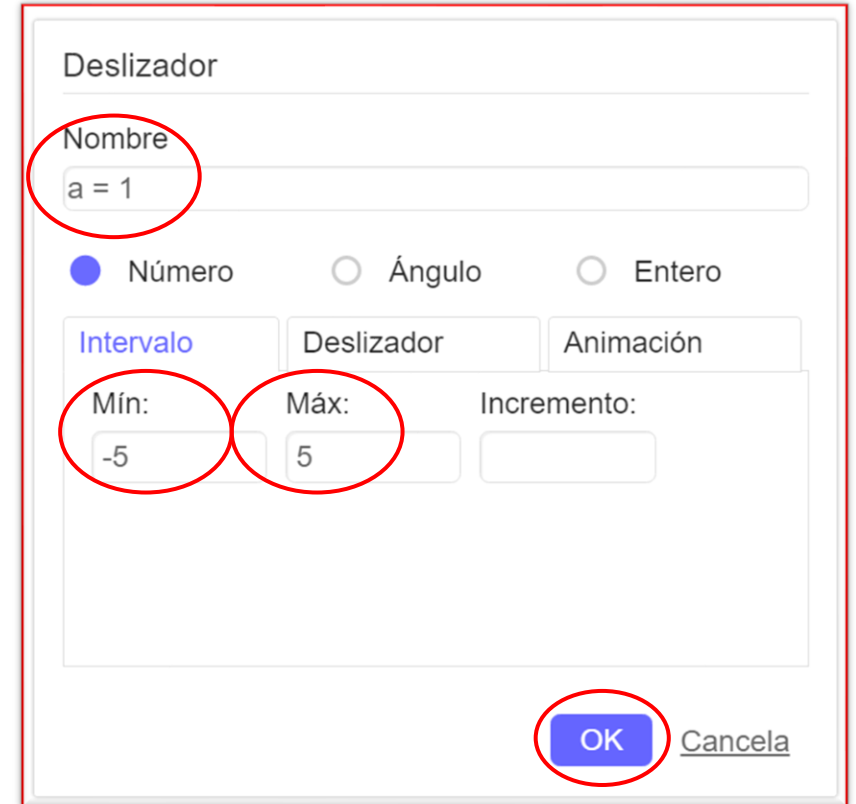 Deslizador
Nombre
a = 1
Número Ángulo Entero
Intervalo Deslizador Animación
Mín: Máx: Incremento:
-5 5
OK Cancela